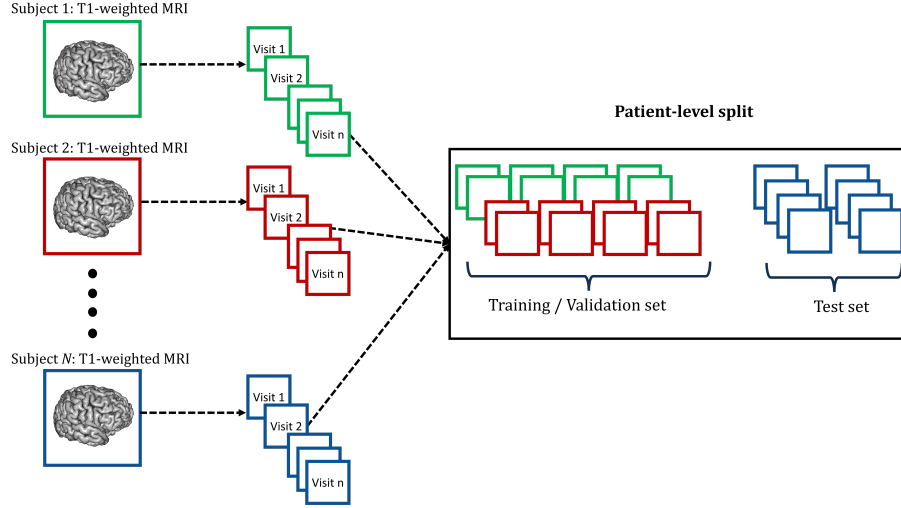 Subject 1: T1-weighted MRI
Visit 1
Visit 2
Visit n
Subject 2: T1-weighted MRI
Visit 1
Visit 2
Visit n
Subject N: T1-weighted MRI
Visit 1
Visit 2
Visit n
Patient-level split
Training / Validation set
Test set